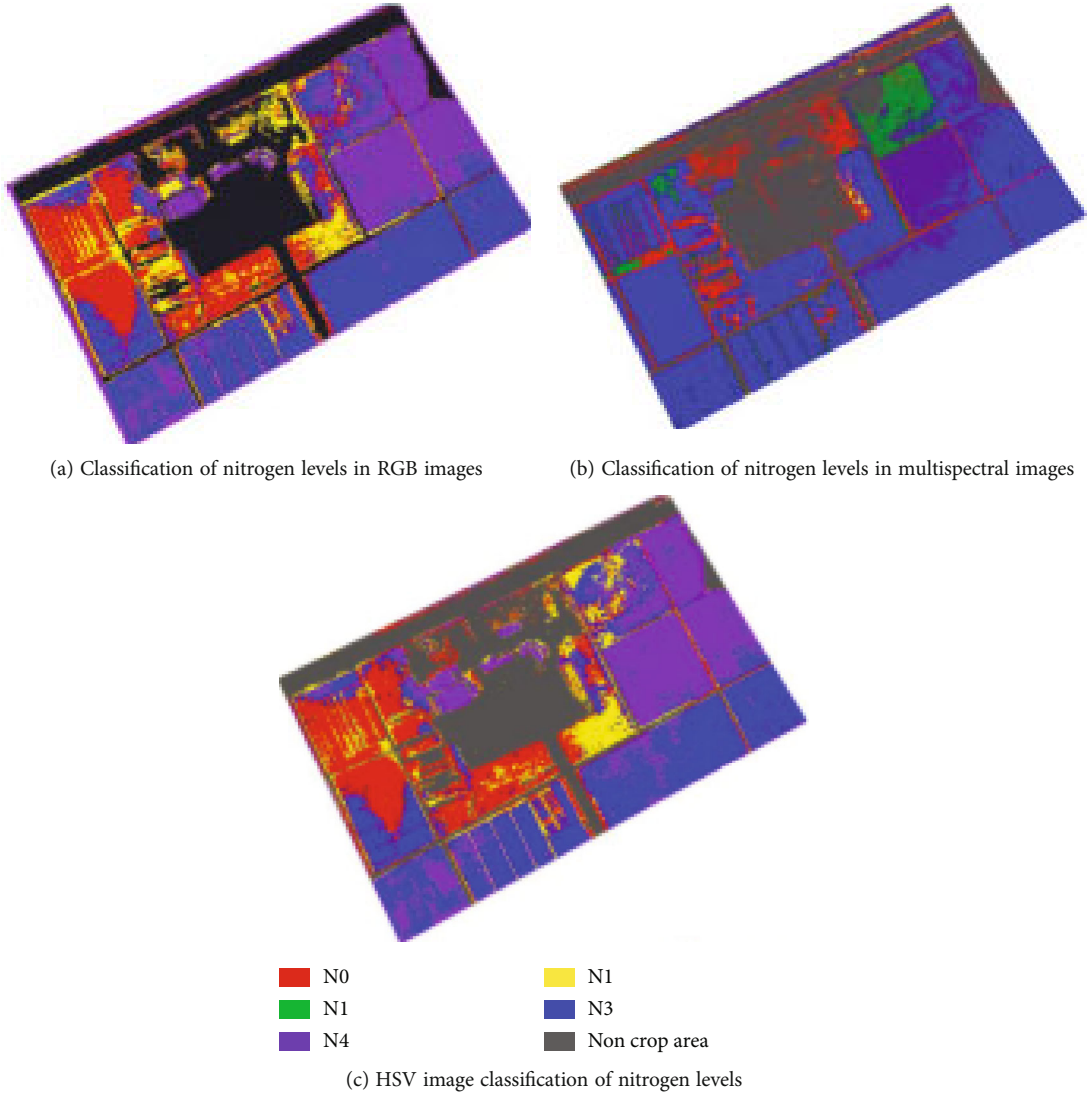 (a) Classification of nitrogen levels in RGB images
(b) Classification of nitrogen levels in multispectral images
N0
N1
N1
N3
N4
Non crop area
(c) HSV image classification of nitrogen levels